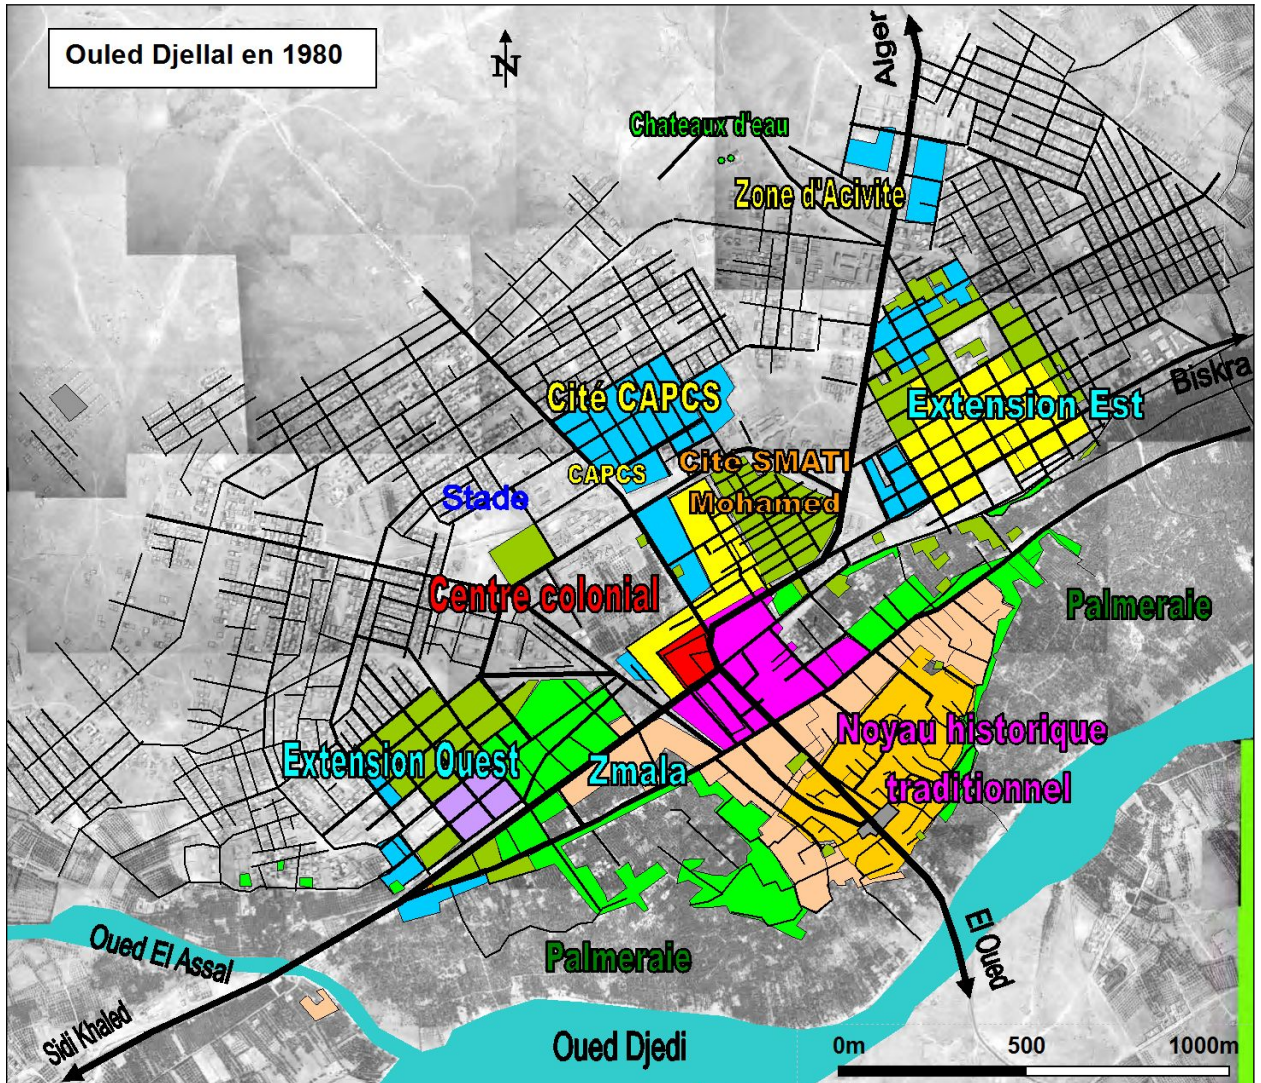 Ouled Djellal en 1980
N
Alger
Chateaux d'eau
Zone d'Acivite
Biskra
Cité CAPCS
Extension Est
CAPCS
Cité SMATI
Mohamed
Stade
Centre colonial
Palmeraie
Noyau historique
traditionnel
Extension Ouest
Zmala
Oued El Assal
Palmeraie
El Oued
Sidi Khaled
Oued Djedi
0m 500 1000m